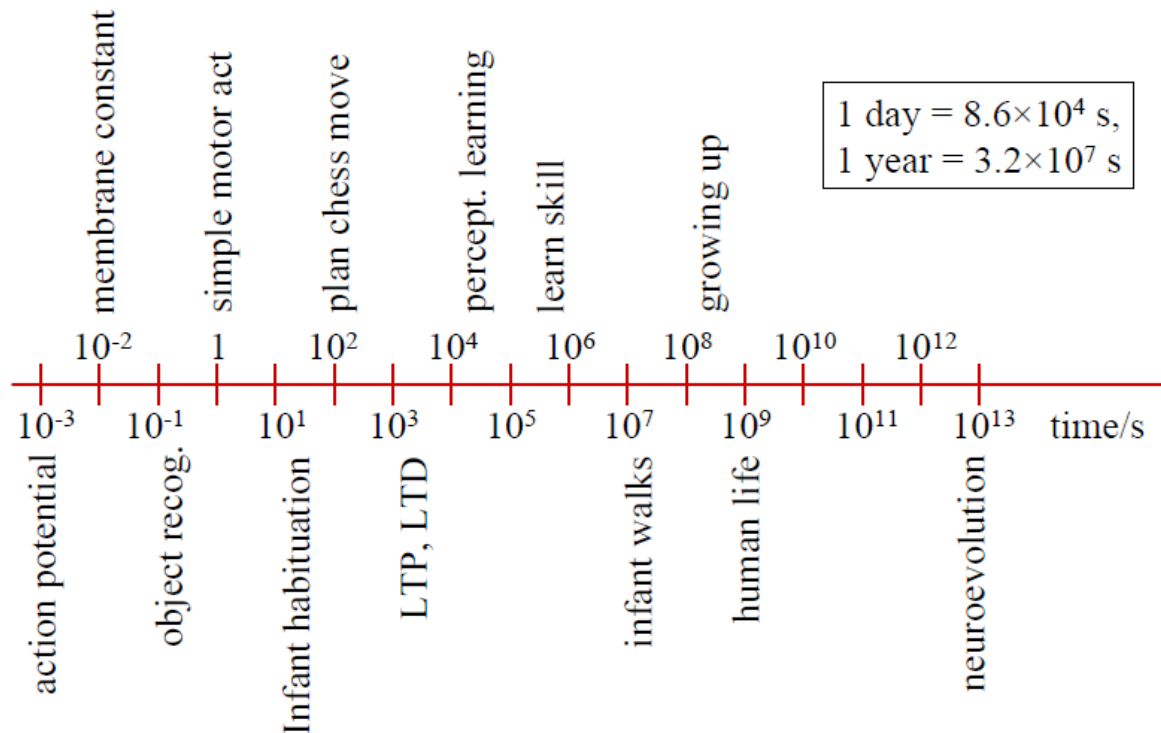 membrane constant
simple motor act
plan chess move
percept. learning
learn skill
growing up
1 day = 8.6×10⁴ s,
1 year = 3.2×10⁷ s
10⁻² 1 10² 10⁴ 10⁶ 10⁸ 10¹⁰ 10¹²
10⁻³ 10⁻¹ 10¹ 10³ 10⁵ 10⁷ 10⁹ 10¹¹ 10¹³ time/s
action potential
object recog.
Infant habituation
LTP, LTD
infant walks
human life
neuroevolution